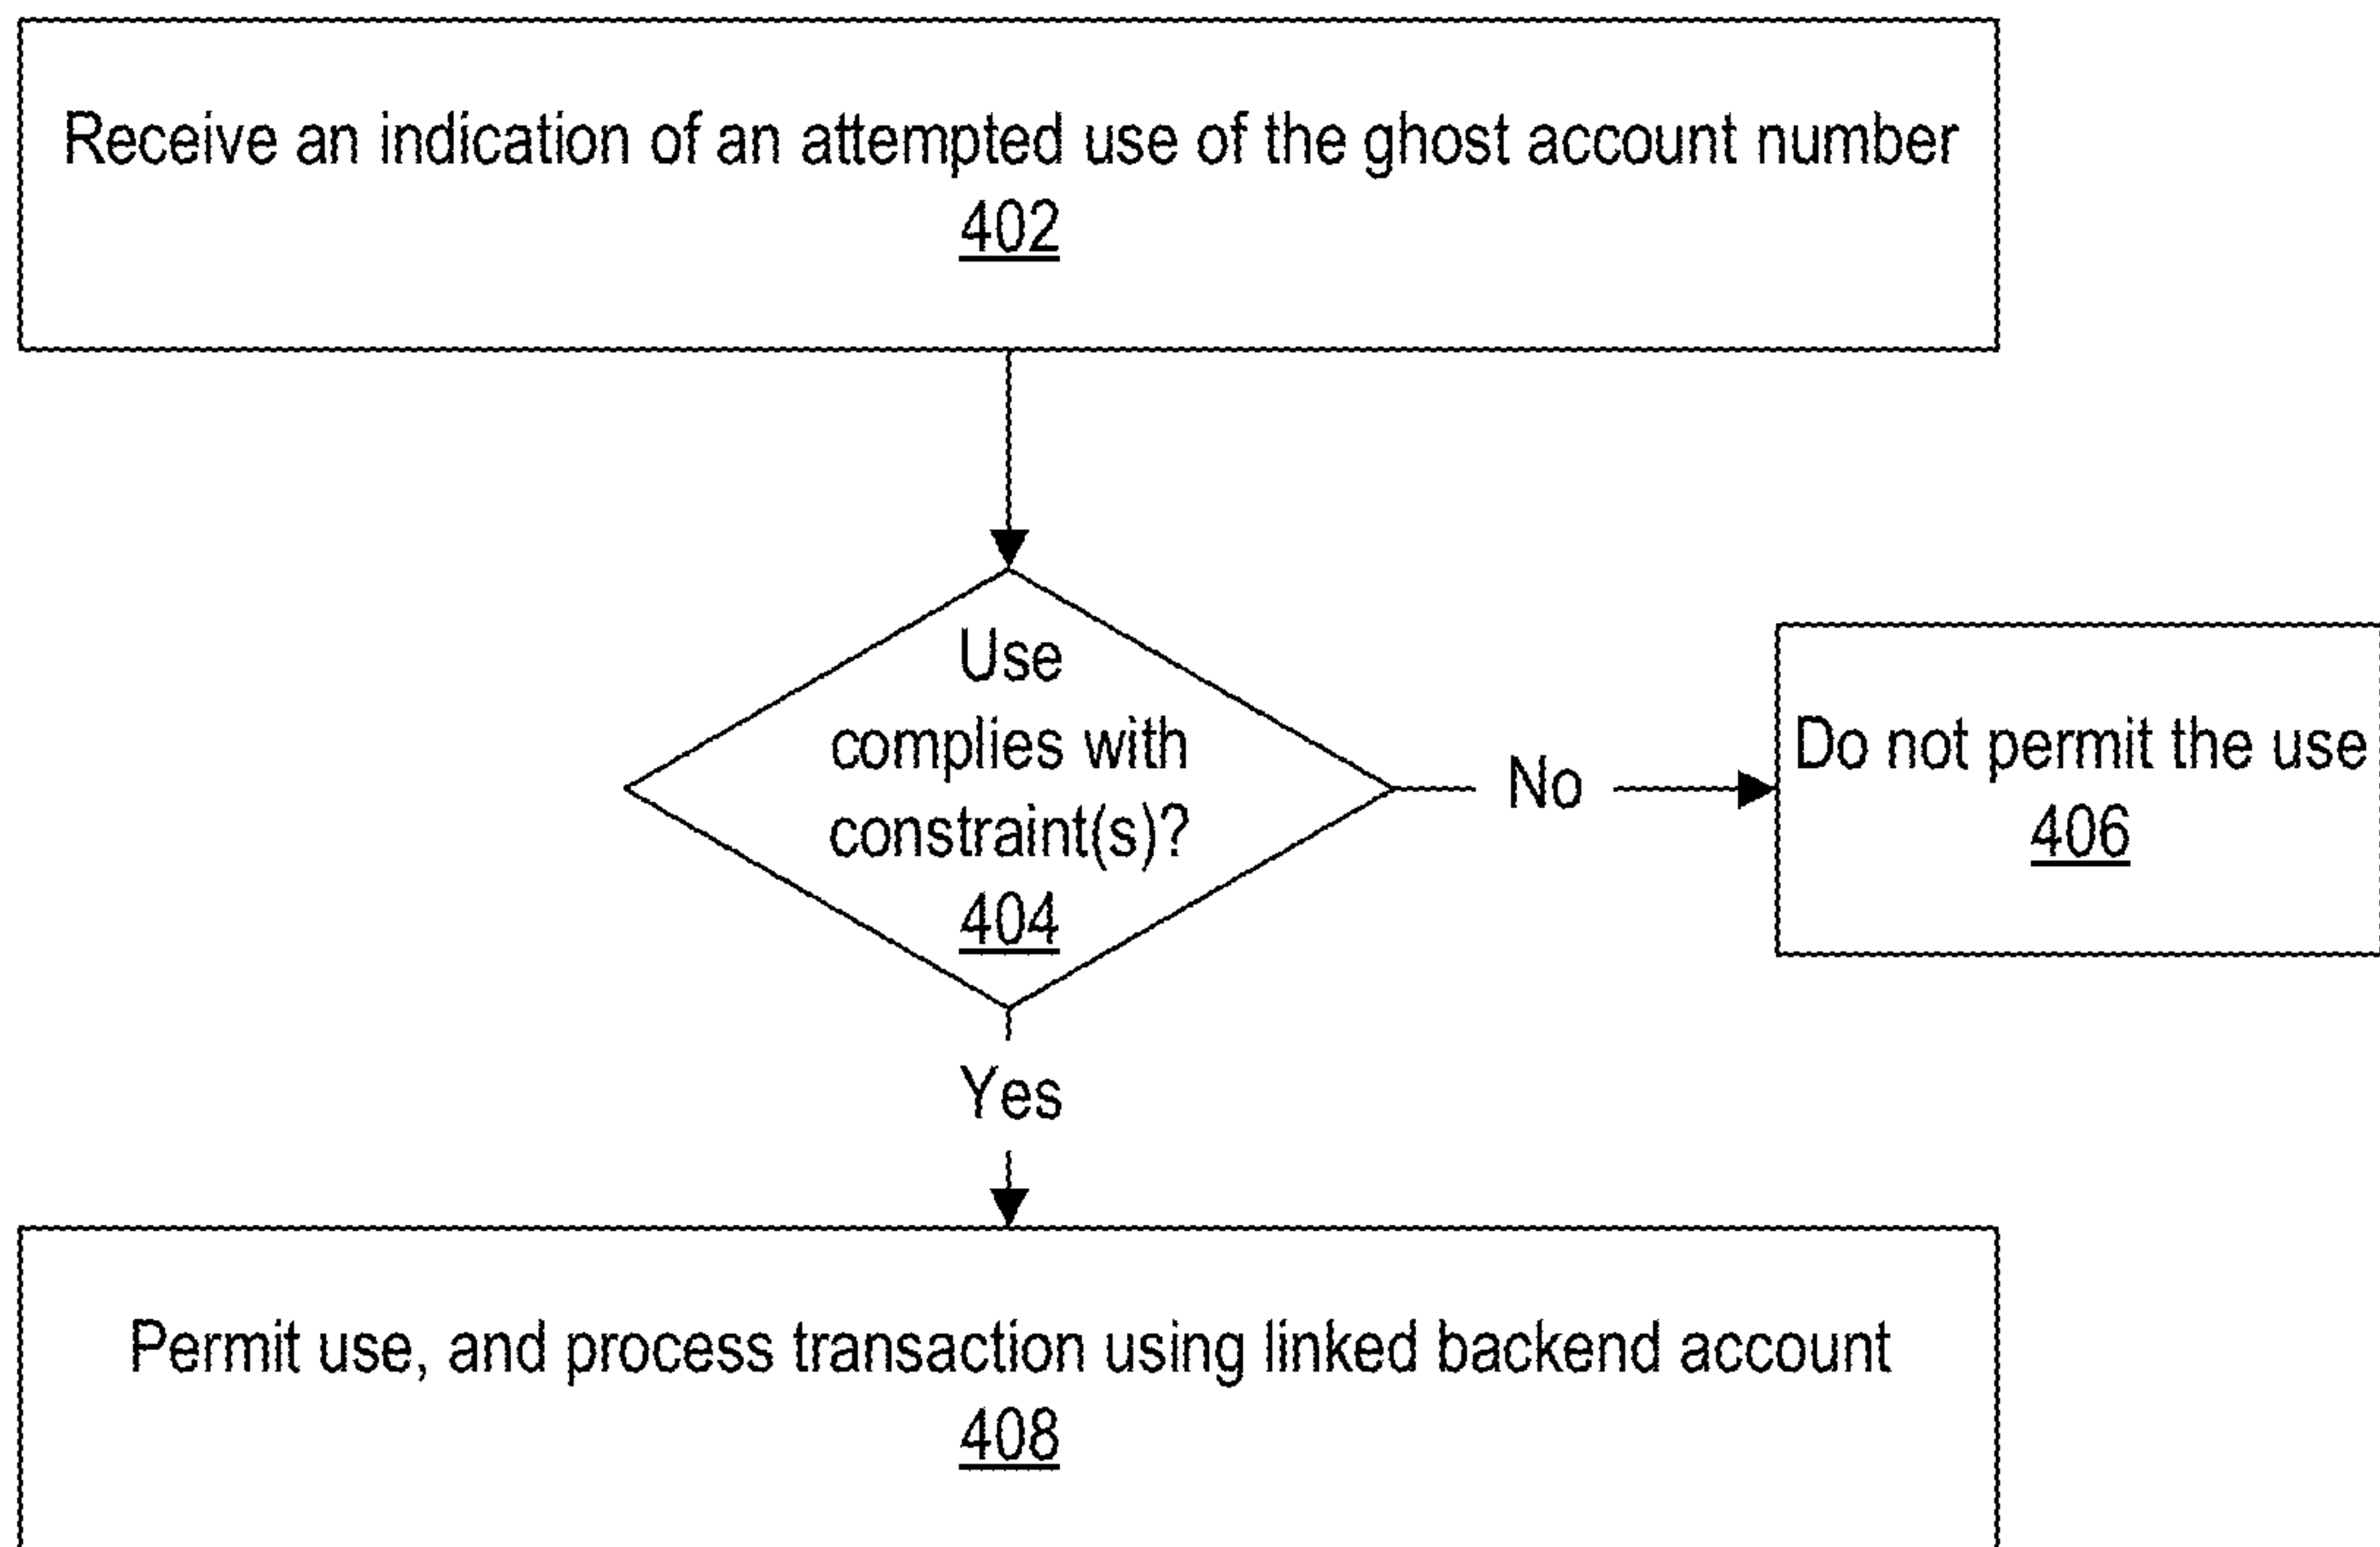 Receive an indication of an attempted use of the ghost account number
402
Use
complies with
constraint(s)?
404
No
Do not permit the use
406
Yes
Permit use, and process transaction using linked backend account
408